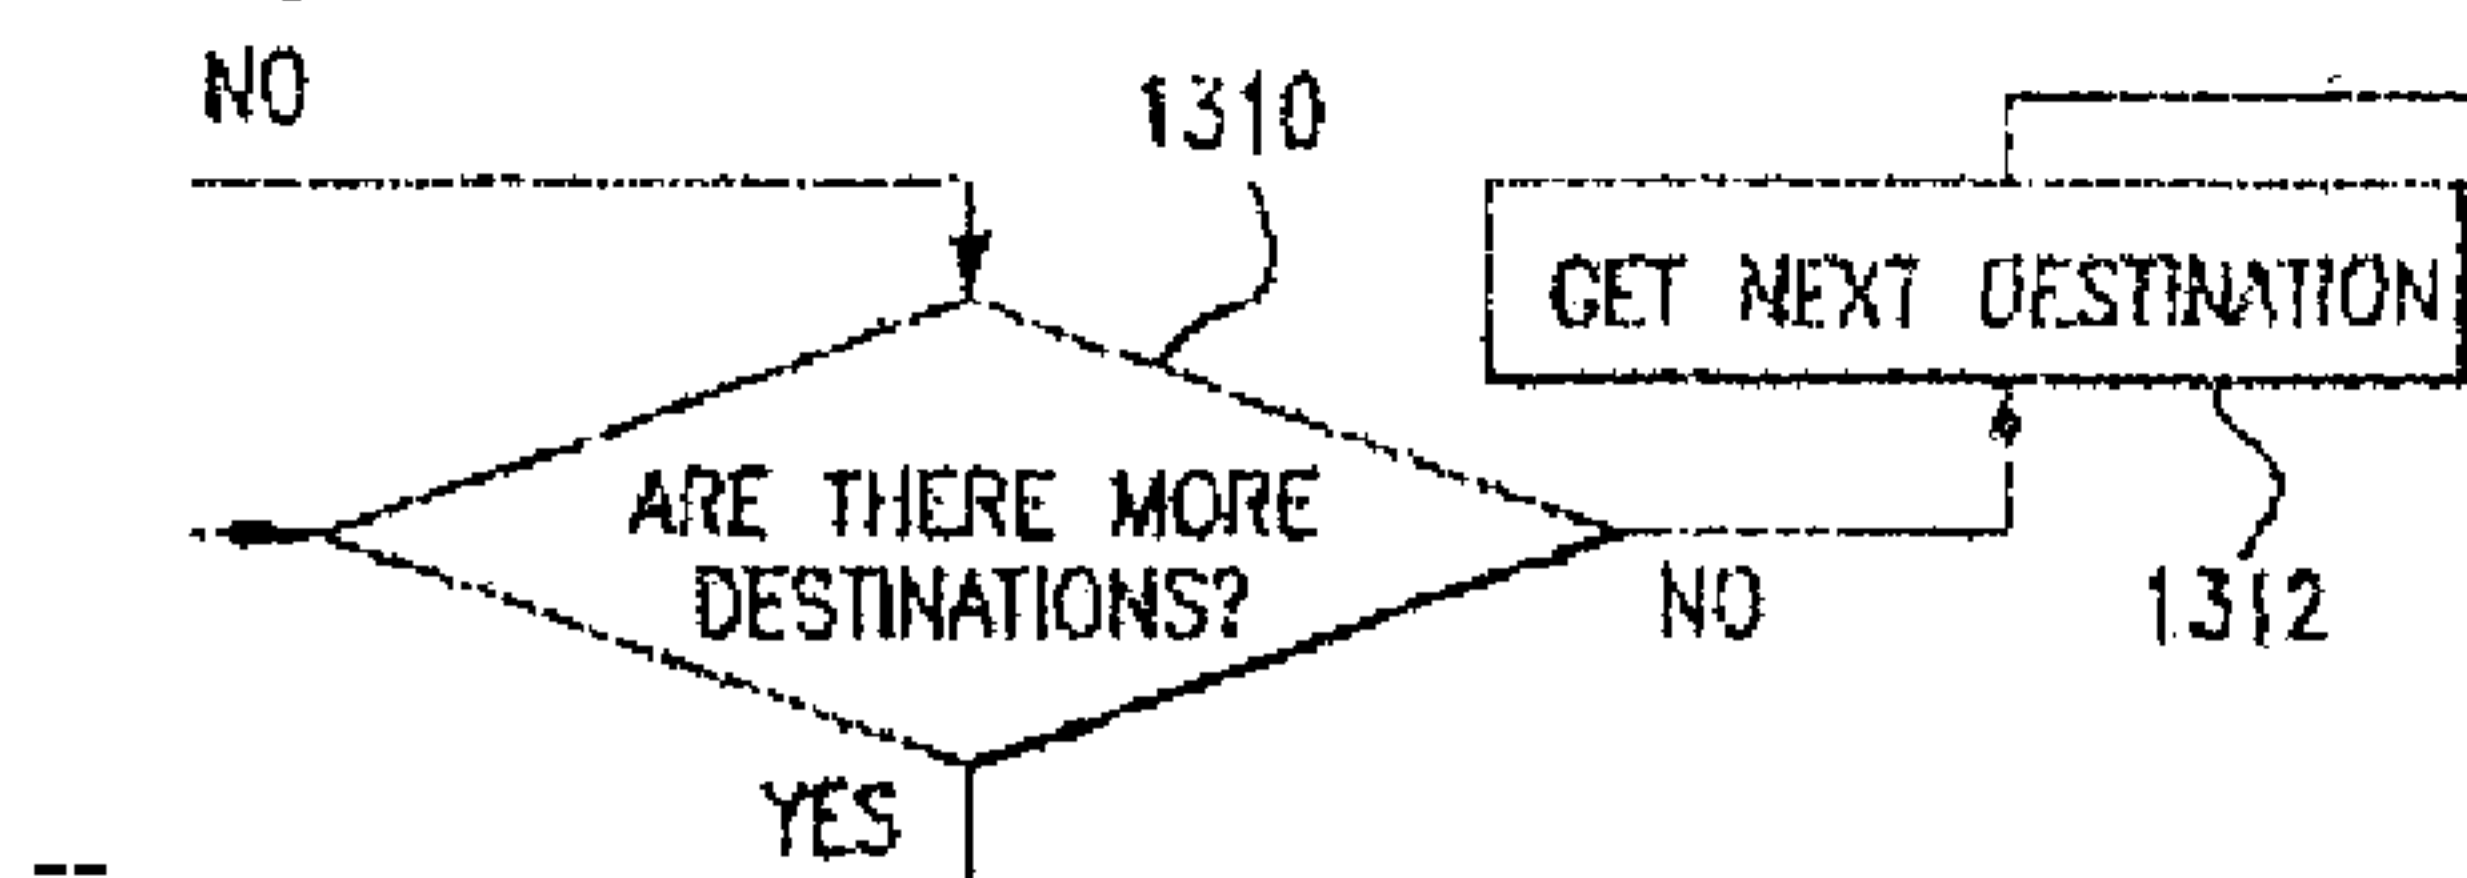 NO
1310
GET NEXT DESTINATION
ARE THERE MORE
DESTINATIONS?
NO
1312
YES